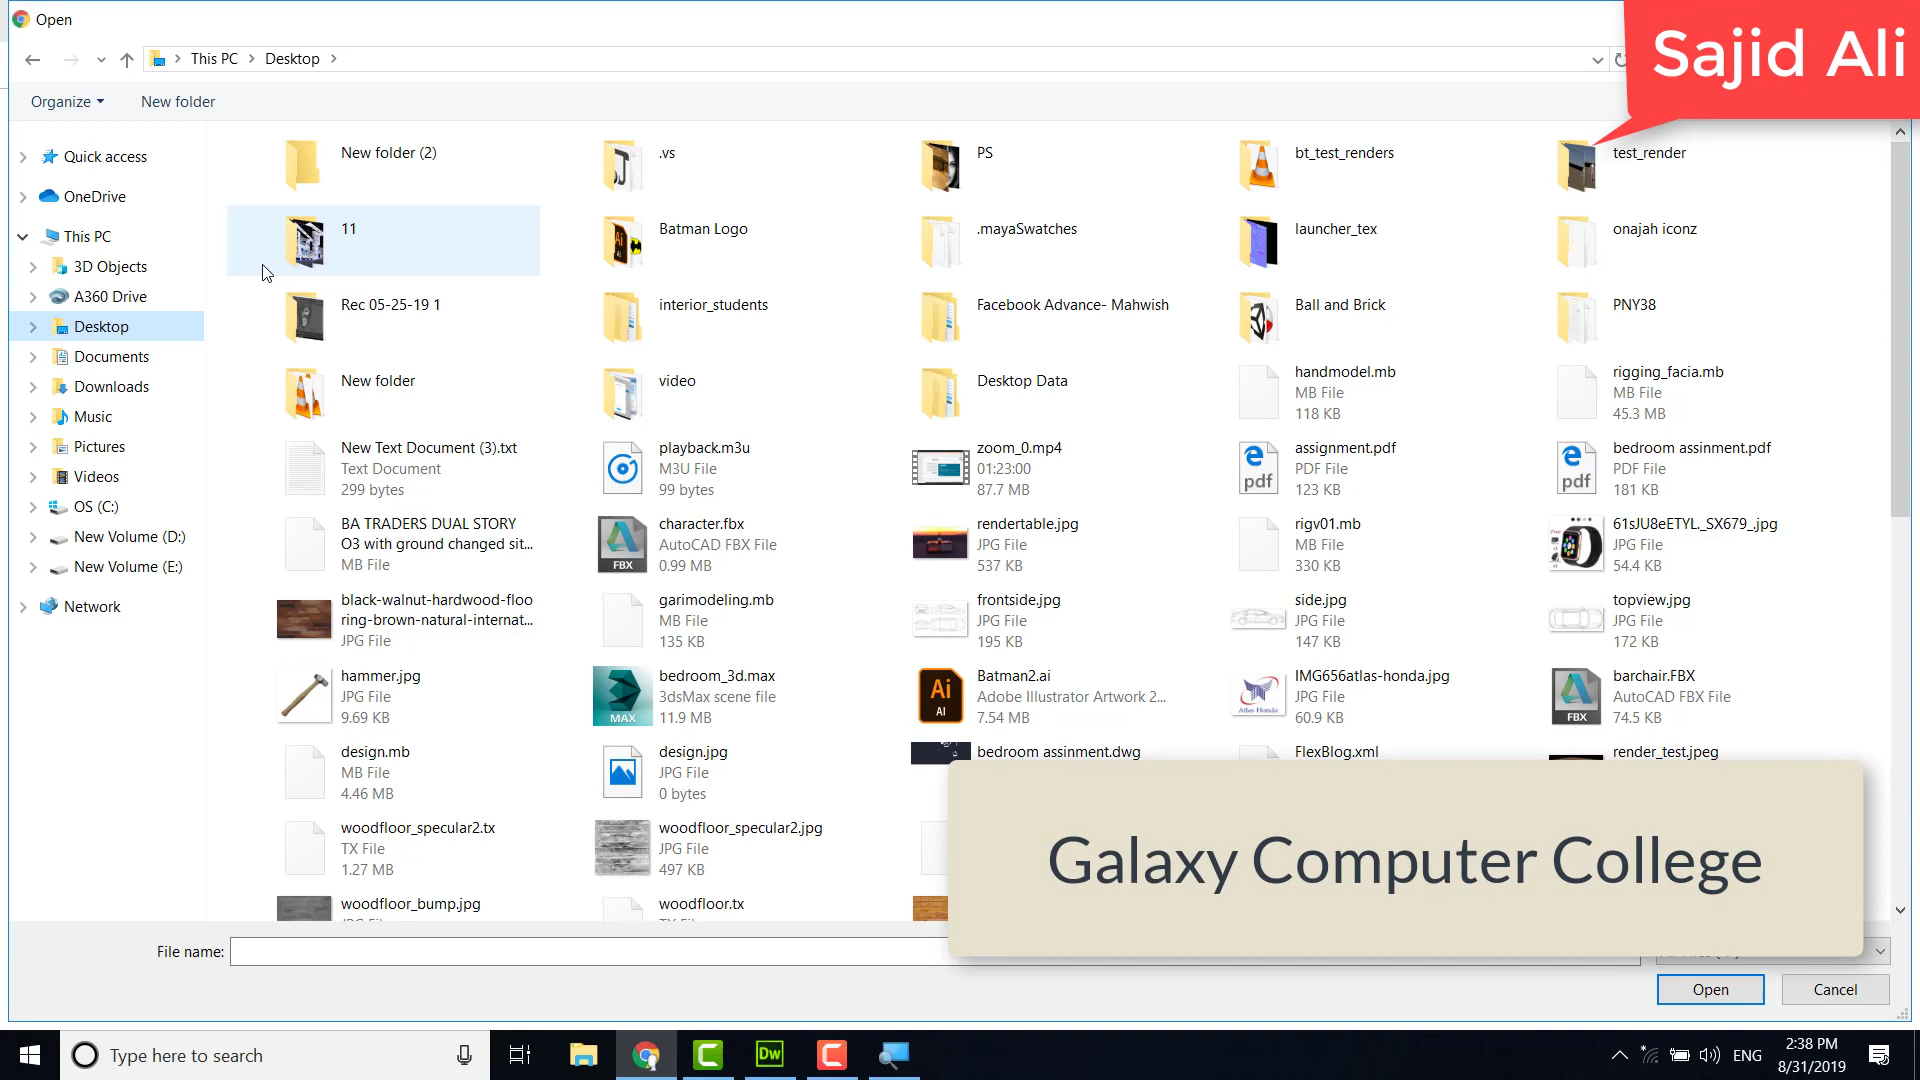 Open
Sajid Ali
This PC
Desktop
Organize
New folder
Quick access
OneDrive
This PC
3D Objects
A360 Drive
Desktop
Documents
Downloads
Music
Pictures
Videos
OS (C:)
New Volume (D:)
New Volume (E:)
Network
New folder (2)
.vs
PS
bt_test_renders
test_render
11
Batman Logo
.mayaSwatches
launcher_tex
onajah iconz
Rec 05-25-19 1
interior_students
Facebook Advance- Mahwish
Ball and Brick
PNY38
New folder
video
Desktop Data
handmodel.mb
MB File
118 KB
rigging_facia.mb
MB File
45.3 MB
New Text Document (3).txt
Text Document
299 bytes
playback.m3u
M3U File
99 bytes
zoom_0.mp4
01:23:00
87.7 MB
pdf
assignment.pdf
PDF File
123 KB
pdf
bedroom assinment.pdf
PDF File
181 KB
BA TRADERS DUAL STORY
O3 with ground changed sit...
MB File
FBX
character.fbx
AutoCAD FBX File
0.99 MB
rendertable.jpg
JPG File
537 KB
rigv01.mb
MB File
330 KB
61sJU8eETYL._SX679_.jpg
JPG File
54.4 KB
black-walnut-hardwood-floo
ring-brown-natural-internat...
JPG File
garimodeling.mb
MB File
135 KB
frontside.jpg
JPG File
195 KB
side.jpg
JPG File
147 KB
topview.jpg
JPG File
172 KB
hammer.jpg
JPG File
9.69 KB
MAX
bedroom_3d.max
3dsMax scene file
11.9 MB
Ai
AI
Batman2.ai
Adobe Illustrator Artwork 2...
7.54 MB
Atlas Honda
IMG656atlas-honda.jpg
JPG File
60.9 KB
FBX
barchair.FBX
AutoCAD FBX File
74.5 KB
design.mb
MB File
4.46 MB
design.jpg
JPG File
0 bytes
bedroom assinment.dwg
FlexBlog.xml
render_test.jpeg
woodfloor_specular2.tx
TX File
1.27 MB
woodfloor_specular2.jpg
JPG File
497 KB
woodfloor_bump.jpg
woodfloor.tx
Galaxy Computer College
File name:
Open
Cancel
Type here to search
Dw
ENG
2:38 PM
8/31/2019